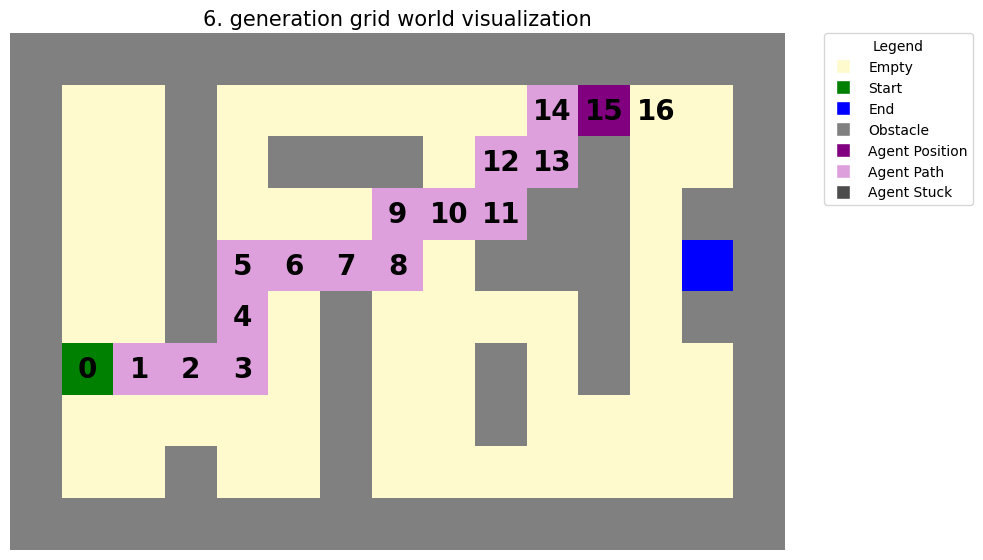 6. generation grid world visualization
Legend
Empty
Start
End
Obstacle
Agent Position
Agent Path
Agent Stuck
14 15 16
12 13
9 10 11
5 6 7 8
4
0 1 2 3